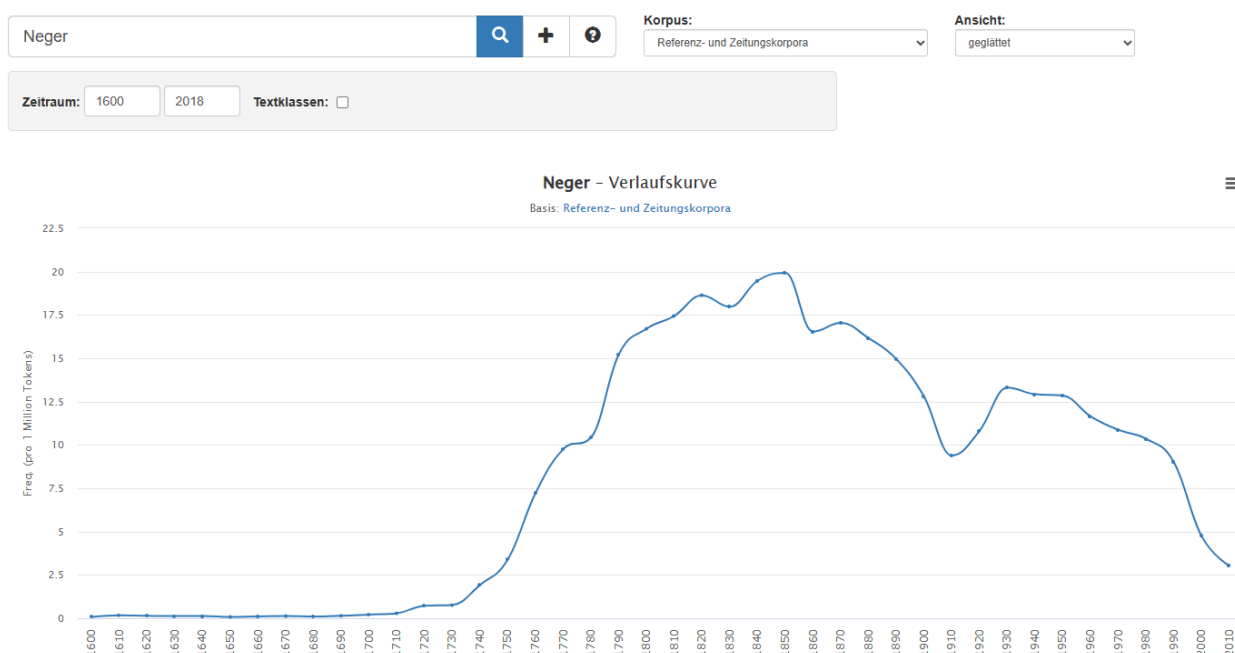 Korpus:
Ansicht:
Neger
Referenz- und Zeitungskorpora
geglättet
Zeitraum:
1600
2018
Textklassen:
Neger – Verlaufskurve
Basis: Referenz- und Zeitungskorpora
22.5
20
17.5
15
12.5
10
7.5
5
2.5
0
Freq. (pro 1 Million Tokens)
1600 1610 1620 1630 1640 1650 1660 1670 1680 1690 1700 1710 1720 1730 1740 1750 1760 1770 1780 1790 1800 1810 1820 1830 1840 1850 1860 1870 1880 1890 1900 1910 1920 1930 1940 1950 1960 1970 1980 1990 2000 2010